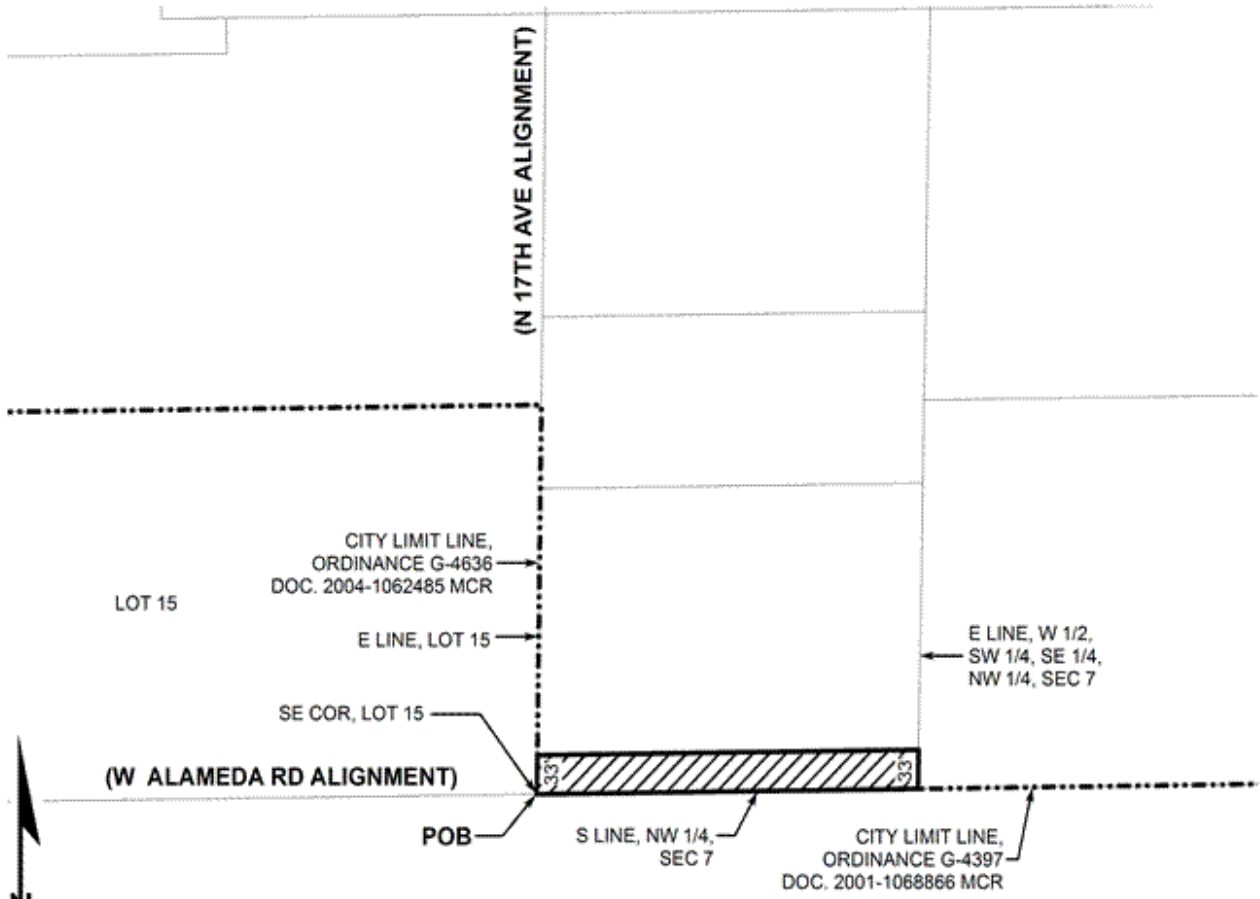 (N 17TH AVE ALIGNMENT)
CITY LIMIT LINE,
ORDINANCE G-4636
DOC. 2004-1062485 MCR
LOT 15
E LINE, LOT 15
E LINE, W 1/2,
SW 1/4, SE 1/4,
NW 1/4, SEC 7
SE COR, LOT 15
(W ALAMEDA RD ALIGNMENT)
33'
33'
POB
S LINE, NW 1/4,
SEC 7
CITY LIMIT LINE,
ORDINANCE G-4397
DOC. 2001-1068866 MCR